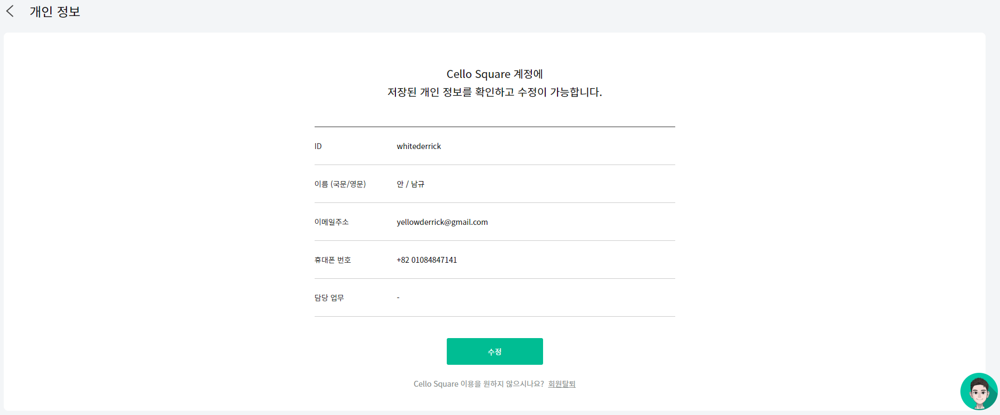 개인 정보
Cello Square 계정에
저장된 개인 정보를 확인하고 수정이 가능합니다.
ID whitederrick
이름 (국문/영문) 안 / 남규
이메일주소 yellowderrick@gmail.com
휴대폰 번호 +82 01084847141
담당 업무 -
수정
Cello Square 이용을 원하지 않으시나요? 회원탈퇴